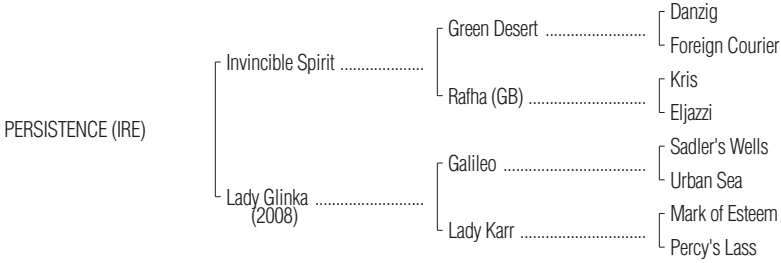 Danzig
Green Desert ........................
Foreign Courier
Invincible Spirit ...................
Kris
Rafha (GB) ............................
Eljazzi
PERSISTENCE (IRE)
Sadler's Wells
Galileo ..................................
Urban Sea
Lady Glinka .........................
(2008)
Mark of Esteem
Lady Karr ..............................
Percy's Lass